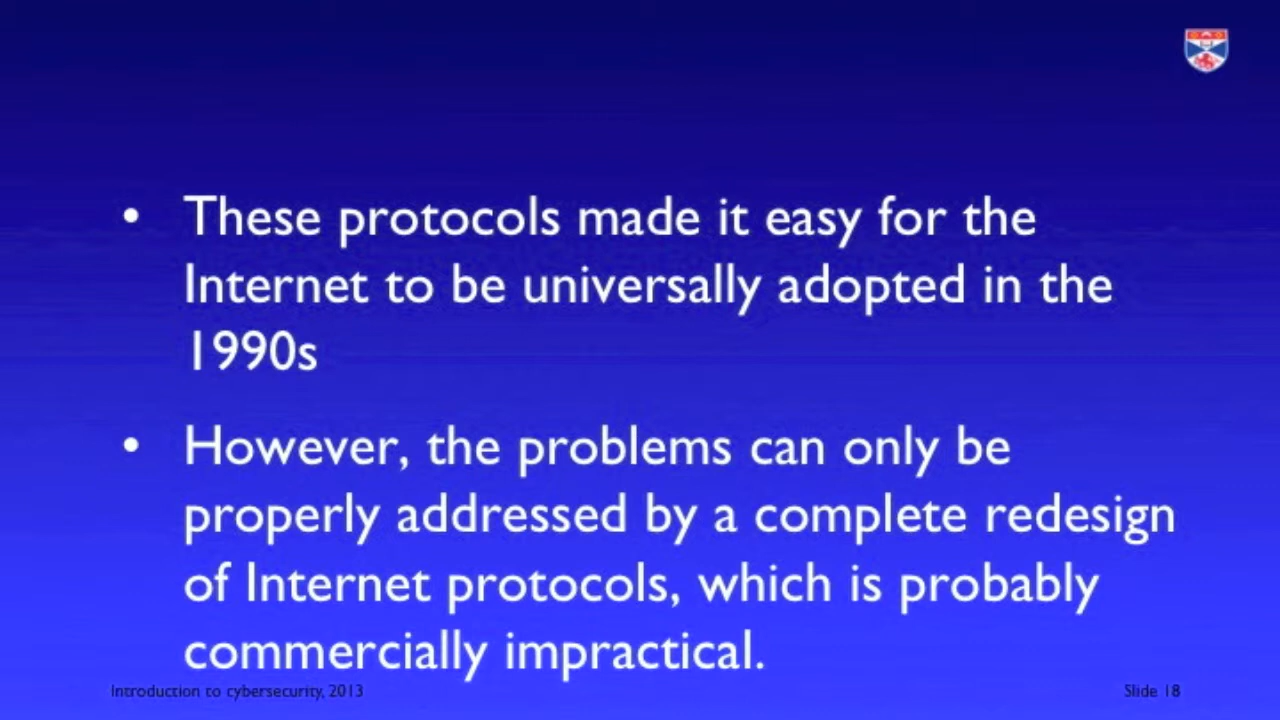 • These protocols made it easy for the
Internet to be universally adopted in the
1990s
• However, the problems can only be
properly addressed by a complete redesign
of Internet protocols, which is probably
commercially impractical.
Introduction to cybersecurity, 2013
Slide 18